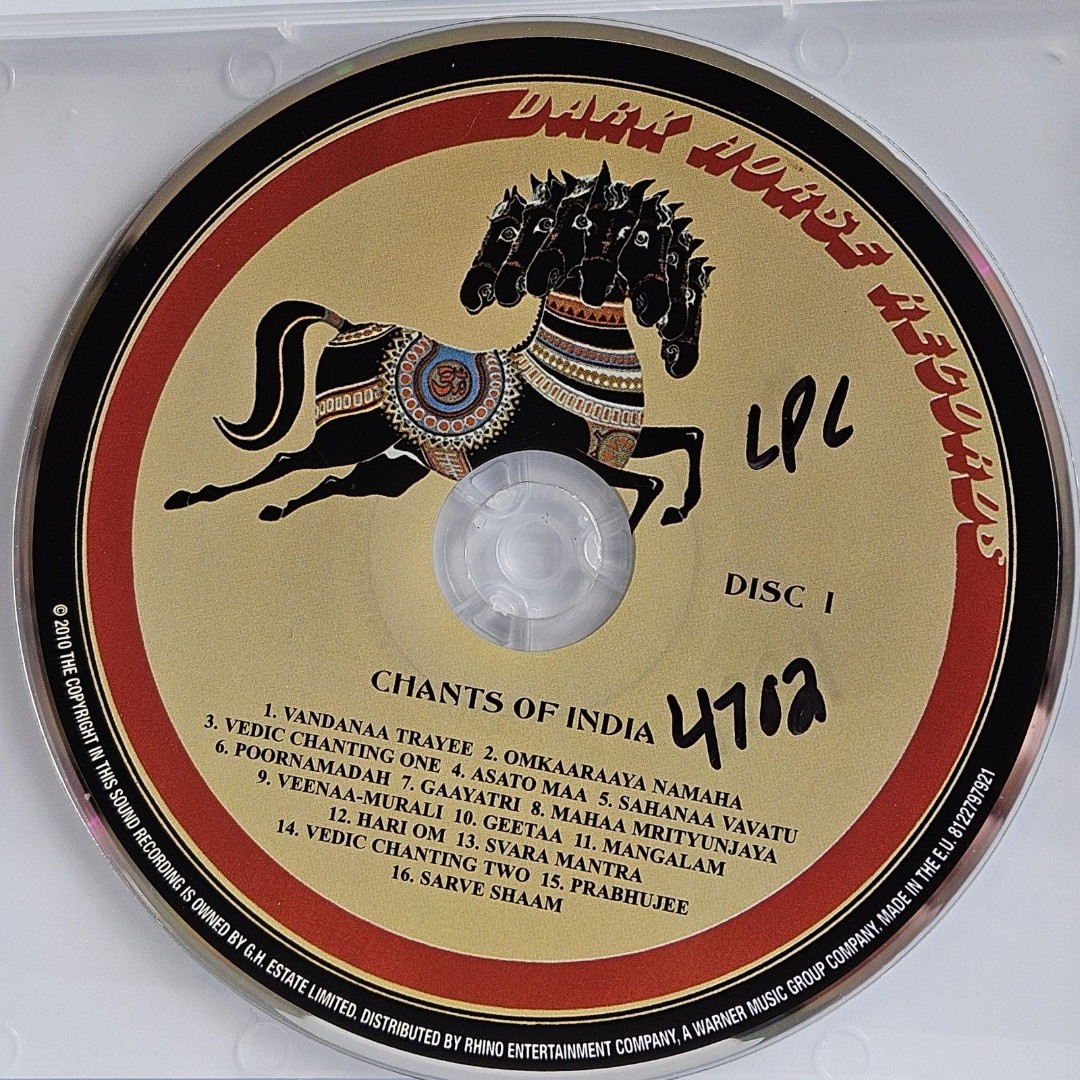 DARK HORSE RECORDS
LPL
DISC 1
CHANTS OF INDIA
4702
1. VANDANAA TRAYEE 2. OMKAARAAYA NAMAHA
3. VEDIC CHANTING ONE 4. ASATO MAA 5. SAHANAA VAVATU
6. POORNAMADAH 7. GAAYATRI 8. MAHAA MRITYUNJAYA
9. VEENAA-MURALI 10. GEETAA 11. MANGALAM
12. HARI OM 13. SVARA MANTRA
14. VEDIC CHANTING TWO 15. PRABHUJEE
16. SARVE SHAAM
© 2010 THE COPYRIGHT IN THIS SOUND RECORDING IS OWNED BY G.H. ESTATE LIMITED. DISTRIBUTED BY RHINO ENTERTAINMENT COMPANY, A WARNER MUSIC GROUP COMPANY. MADE IN THE E.U. 8122797921